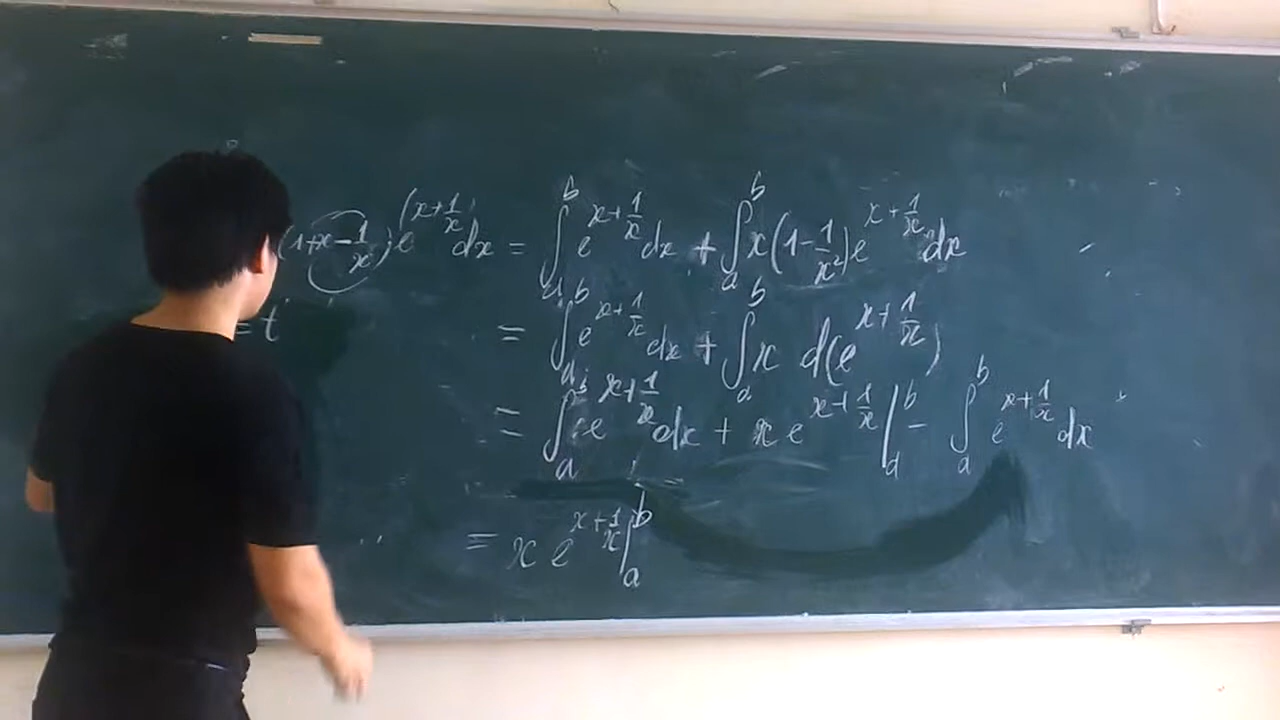 (1+x-1/x)e^(x+1/x) dx = ∫_a^b e^(x+1/x) dx + ∫_a^b x(1-1/x²)e^(x+1/x) dx
= t
= ∫_a^b e^(x+1/x) dx + ∫_a^b x d(e^(x+1/x))
= ∫_a^b e^(x+1/x) dx + x e^(x+1/x) |_a^b - ∫_a^b e^(x+1/x) dx
= x e^(x+1/x) |_a^b